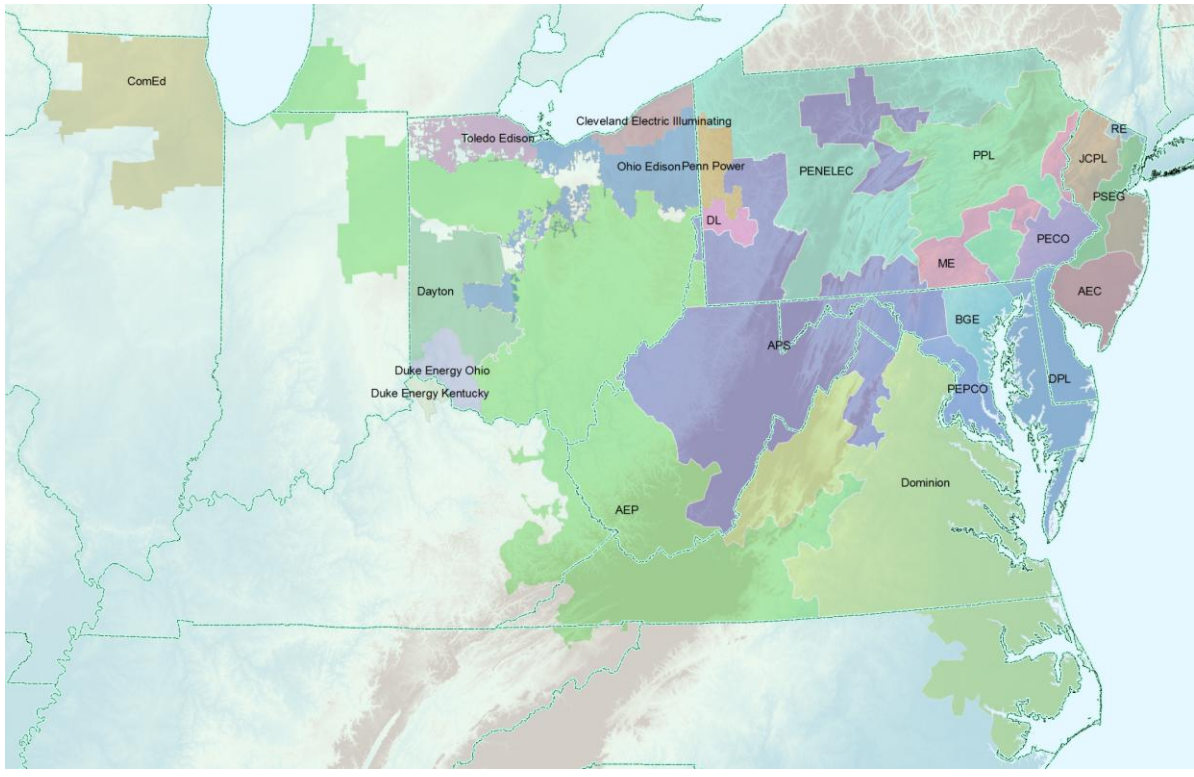 ComEd
Cleveland Electric Illuminating
RE
Toledo Edison
Ohio Edison
Penn Power
PENELEC
PPL
JCPL
PSEG
DL
PECO
ME
Dayton
AEC
BGE
APS
Duke Energy Ohio
DPL
PEPCO
Duke Energy Kentucky
Dominion
AEP